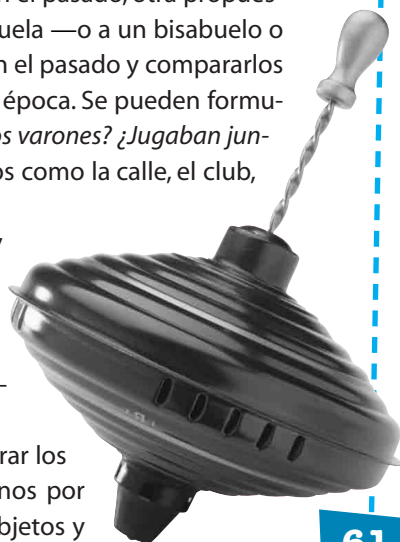 n el pasado, otra propues-
uela —o a un bisabuelo o
n el pasado y compararlos
época. Se pueden formu-
os varones? ¿Jugaban jun-
os como la calle, el club,
y
-
rar los
nos por
bjetos y
61